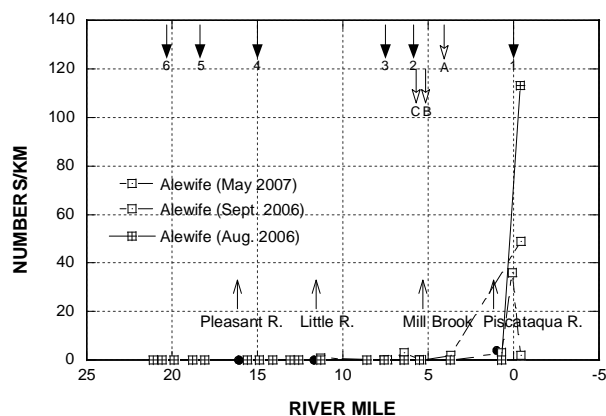 140
120
100
80
60
40
20
0
NUMBERS/KM
6 5 4 3 2 A 1
C B
Alewife (May 2007)
Alewife (Sept. 2006)
Alewife (Aug. 2006)
Pleasant R. Little R. Mill Brook Piscataqua R.
25 20 15 10 5 0 -5
RIVER MILE